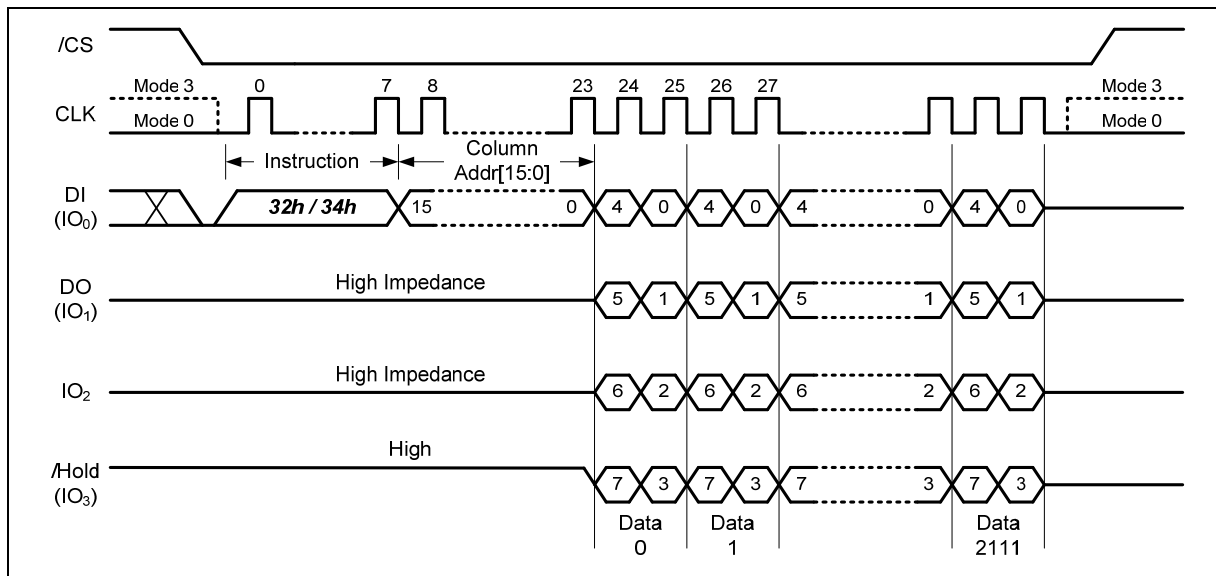 /CS
Mode 3 0 7 8 23 24 25 26 27 Mode 3
CLK
Mode 0 Mode 0
Instruction Column
Addr[15:0]
DI
(IO0) 32h / 34h 15 0 4 0 4 0 4 0 4 0
DO
(IO1) High Impedance 5 1 5 1 5 1 5 1
IO2 High Impedance 6 2 6 2 6 2 6 2
High
/Hold
(IO3) 7 3 7 3 7 3 7 3
Data Data Data
0 1 2111